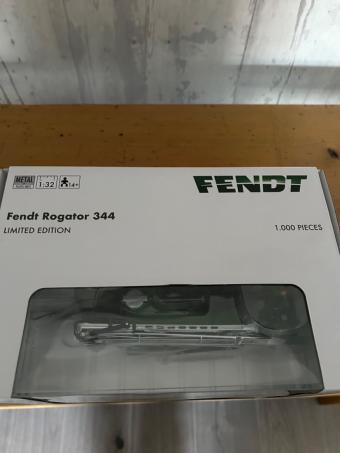 METAL
1:32
14+
FENDT
Fendt Rogator 344
LIMITED EDITION
1.000 PIECES